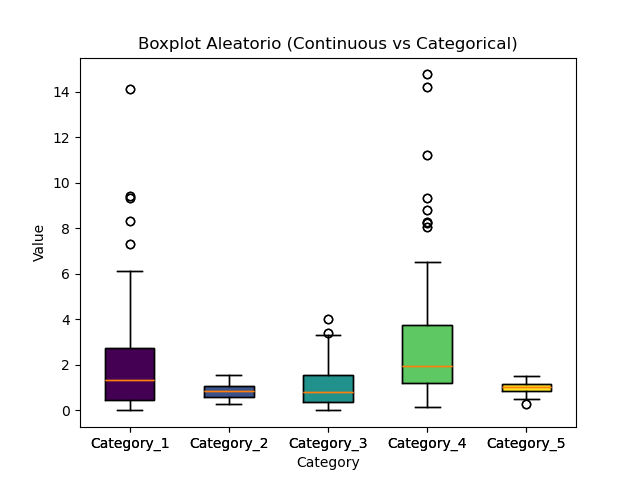 Boxplot Aleatorio (Continuous vs Categorical)
14
12
10
8
6
4
2
0
Value
Category_1 Category_2 Category_3 Category_4 Category_5
Category